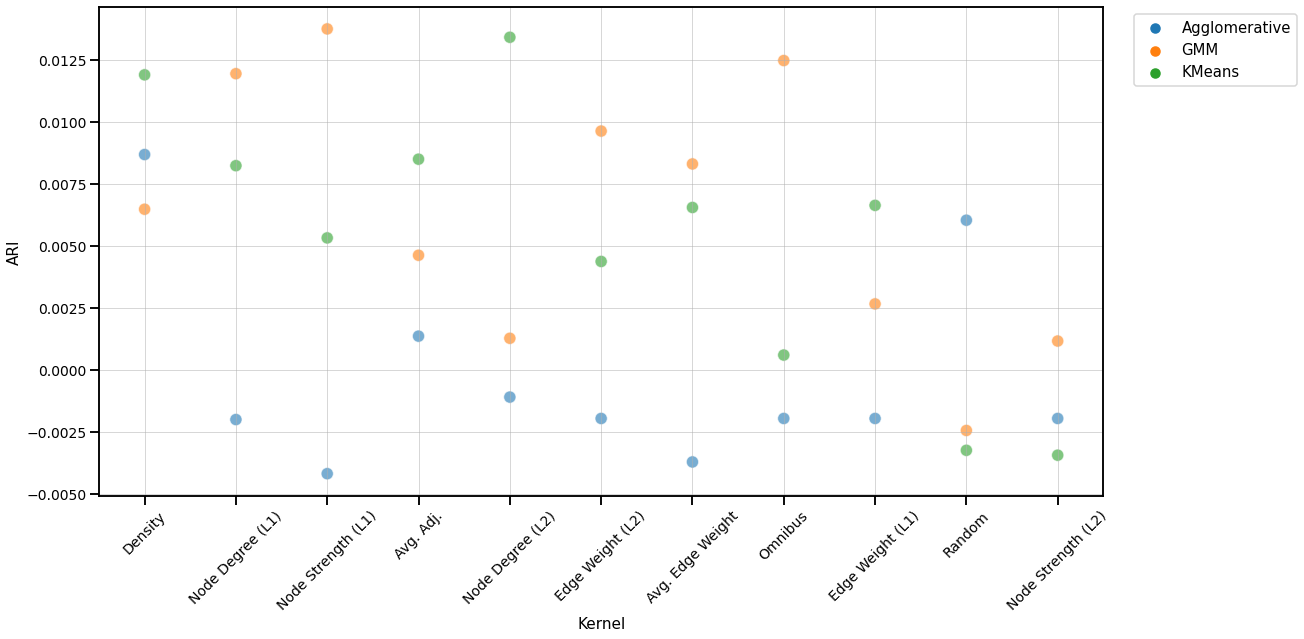 Agglomerative
GMM
KMeans
ARI
0.0125
0.0100
0.0075
0.0050
0.0025
0.0000
−0.0025
−0.0050
Density
Node Degree (L1)
Node Strength (L1)
Avg. Adj.
Node Degree (L2)
Edge Weight (L2)
Avg. Edge Weight
Omnibus
Edge Weight (L1)
Random
Node Strength (L2)
Kernel